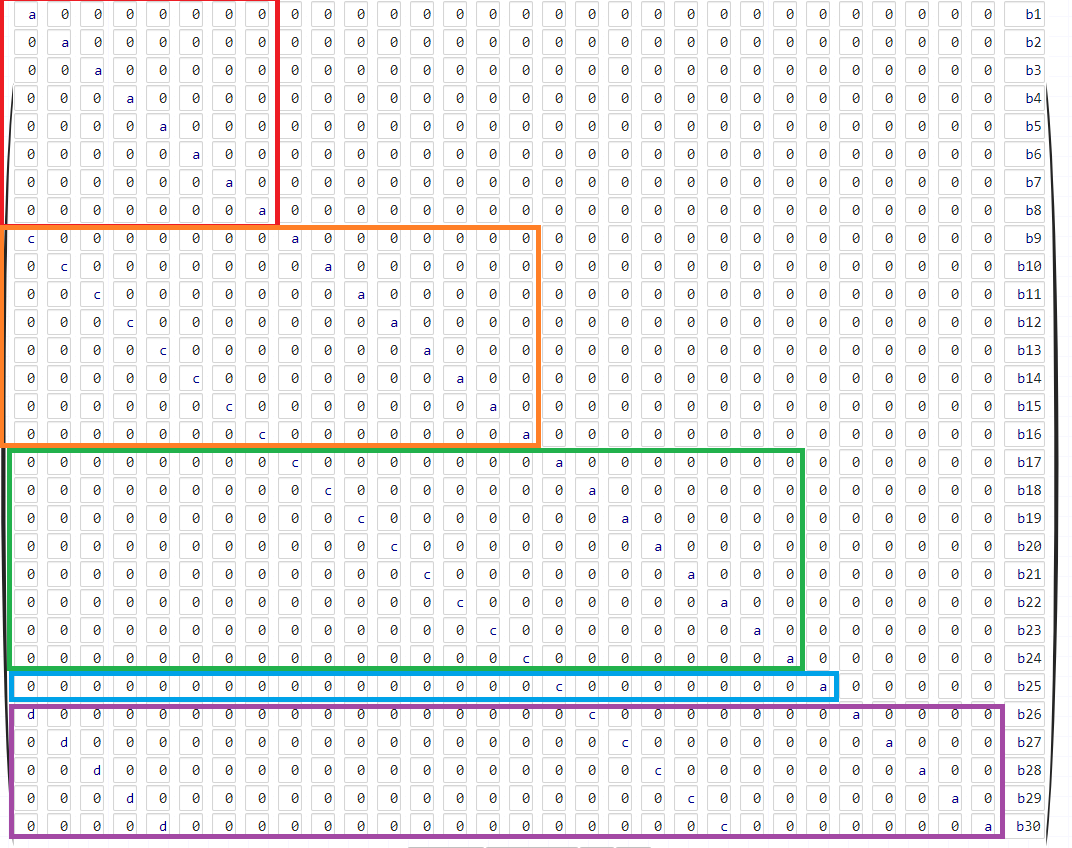 a 0 0 0 0 0 0 0 0 0 0 0 0 0 0 0 0 0 0 0 0 0 0 0 0 0 0 0 0 0 b1
0 a 0 0 0 0 0 0 0 0 0 0 0 0 0 0 0 0 0 0 0 0 0 0 0 0 0 0 0 0 b2
0 0 a 0 0 0 0 0 0 0 0 0 0 0 0 0 0 0 0 0 0 0 0 0 0 0 0 0 0 0 b3
0 0 0 a 0 0 0 0 0 0 0 0 0 0 0 0 0 0 0 0 0 0 0 0 0 0 0 0 0 0 b4
0 0 0 0 a 0 0 0 0 0 0 0 0 0 0 0 0 0 0 0 0 0 0 0 0 0 0 0 0 0 b5
0 0 0 0 0 a 0 0 0 0 0 0 0 0 0 0 0 0 0 0 0 0 0 0 0 0 0 0 0 0 b6
0 0 0 0 0 0 a 0 0 0 0 0 0 0 0 0 0 0 0 0 0 0 0 0 0 0 0 0 0 0 b7
0 0 0 0 0 0 0 a 0 0 0 0 0 0 0 0 0 0 0 0 0 0 0 0 0 0 0 0 0 0 b8
c 0 0 0 0 0 0 0 a 0 0 0 0 0 0 0 0 0 0 0 0 0 0 0 0 0 0 0 0 0 b9
0 c 0 0 0 0 0 0 0 a 0 0 0 0 0 0 0 0 0 0 0 0 0 0 0 0 0 0 0 0 b10
0 0 c 0 0 0 0 0 0 0 a 0 0 0 0 0 0 0 0 0 0 0 0 0 0 0 0 0 0 0 b11
0 0 0 c 0 0 0 0 0 0 0 a 0 0 0 0 0 0 0 0 0 0 0 0 0 0 0 0 0 0 b12
0 0 0 0 c 0 0 0 0 0 0 0 a 0 0 0 0 0 0 0 0 0 0 0 0 0 0 0 0 0 b13
0 0 0 0 0 c 0 0 0 0 0 0 0 a 0 0 0 0 0 0 0 0 0 0 0 0 0 0 0 0 b14
0 0 0 0 0 0 c 0 0 0 0 0 0 0 a 0 0 0 0 0 0 0 0 0 0 0 0 0 0 0 b15
0 0 0 0 0 0 0 c 0 0 0 0 0 0 0 a 0 0 0 0 0 0 0 0 0 0 0 0 0 0 b16
0 0 0 0 0 0 0 0 c 0 0 0 0 0 0 0 a 0 0 0 0 0 0 0 0 0 0 0 0 0 b17
0 0 0 0 0 0 0 0 0 c 0 0 0 0 0 0 0 a 0 0 0 0 0 0 0 0 0 0 0 0 b18
0 0 0 0 0 0 0 0 0 0 c 0 0 0 0 0 0 0 a 0 0 0 0 0 0 0 0 0 0 0 b19
0 0 0 0 0 0 0 0 0 0 0 c 0 0 0 0 0 0 0 a 0 0 0 0 0 0 0 0 0 0 b20
0 0 0 0 0 0 0 0 0 0 0 0 c 0 0 0 0 0 0 0 a 0 0 0 0 0 0 0 0 0 b21
0 0 0 0 0 0 0 0 0 0 0 0 0 c 0 0 0 0 0 0 0 a 0 0 0 0 0 0 0 0 b22
0 0 0 0 0 0 0 0 0 0 0 0 0 0 c 0 0 0 0 0 0 0 a 0 0 0 0 0 0 0 b23
0 0 0 0 0 0 0 0 0 0 0 0 0 0 0 c 0 0 0 0 0 0 0 a 0 0 0 0 0 0 b24
0 0 0 0 0 0 0 0 0 0 0 0 0 0 0 0 c 0 0 0 0 0 0 0 a 0 0 0 0 0 b25
d 0 0 0 0 0 0 0 0 0 0 0 0 0 0 0 0 c 0 0 0 0 0 0 0 a 0 0 0 0 b26
0 d 0 0 0 0 0 0 0 0 0 0 0 0 0 0 0 0 c 0 0 0 0 0 0 0 a 0 0 0 b27
0 0 d 0 0 0 0 0 0 0 0 0 0 0 0 0 0 0 0 c 0 0 0 0 0 0 0 a 0 0 b28
0 0 0 d 0 0 0 0 0 0 0 0 0 0 0 0 0 0 0 0 c 0 0 0 0 0 0 0 a 0 b29
0 0 0 0 d 0 0 0 0 0 0 0 0 0 0 0 0 0 0 0 0 c 0 0 0 0 0 0 0 a b30